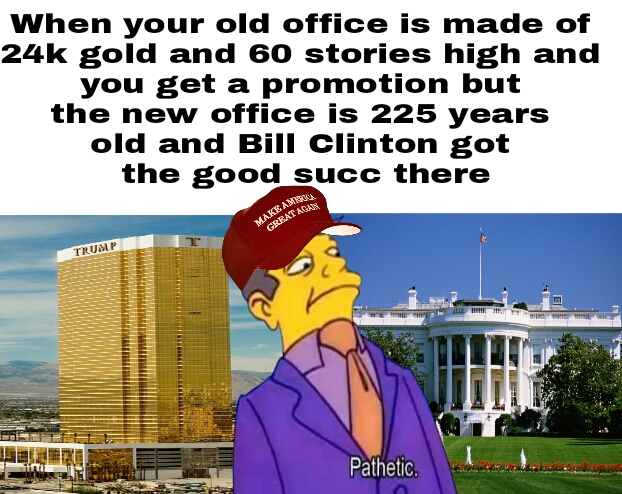 When your old office is made of
24k gold and 60 stories high and
you get a promotion but
the new office is 225 years
old and Bill Clinton got
the good succ there
MAKE AMERICA
GREAT AGAIN
TRUMP T
Pathetic.